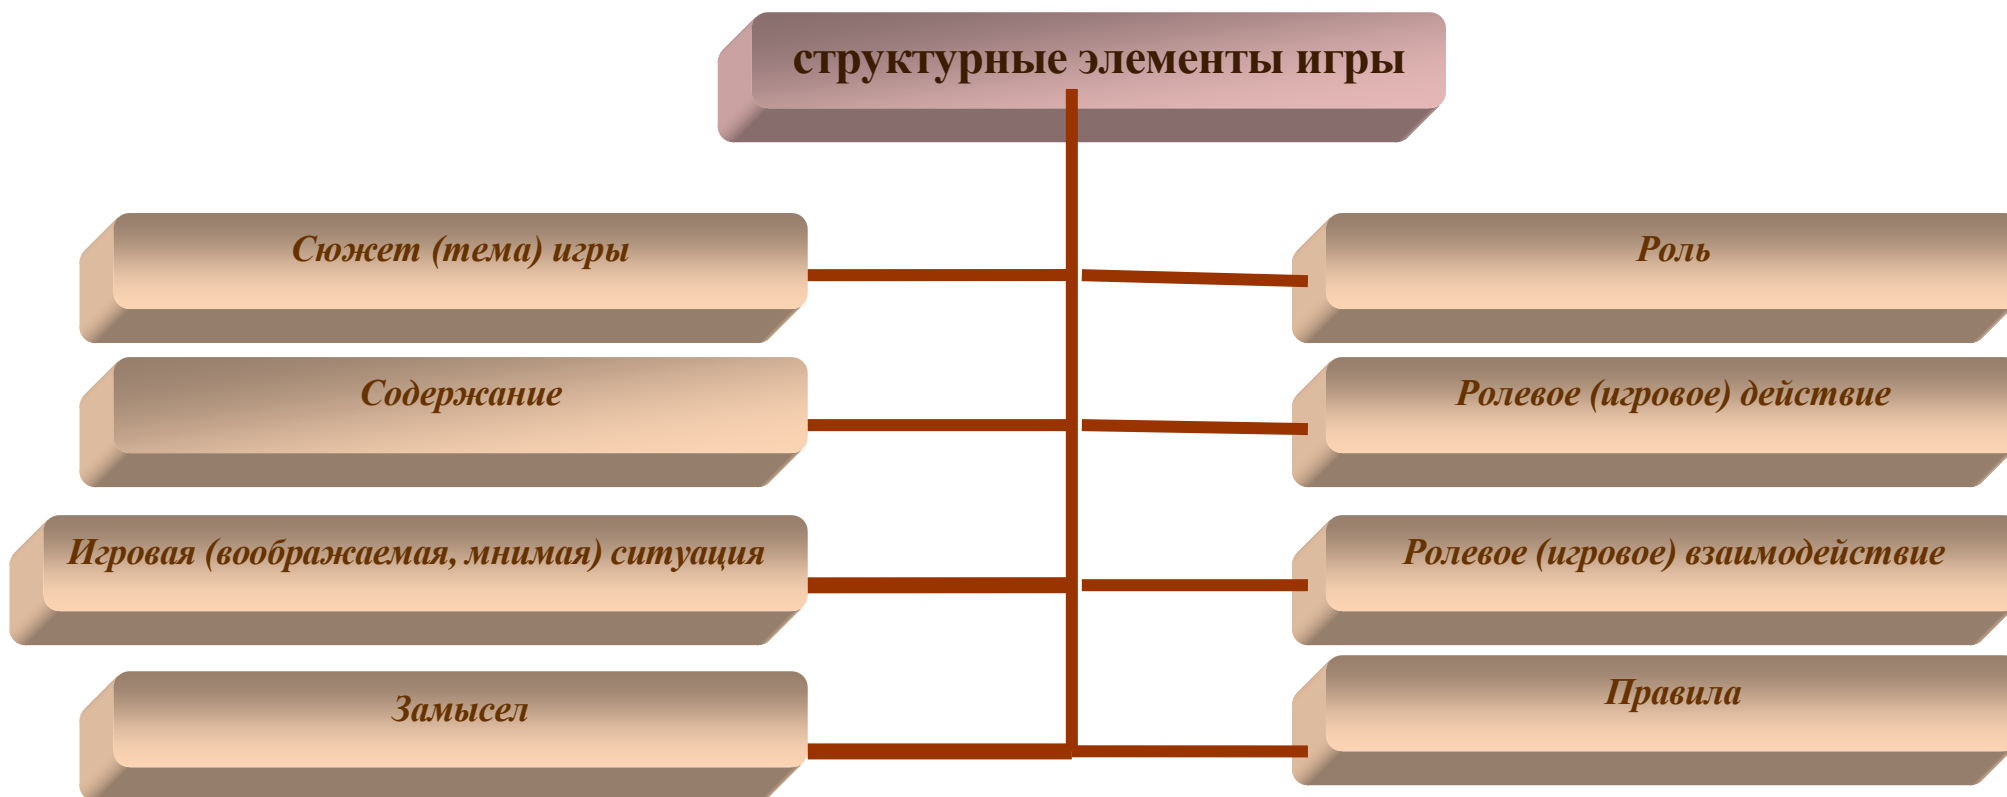 структурные элементы игры
Сюжет (тема) игры
Роль
Содержание
Ролевое (игровое) действие
Игровая (воображаемая, мнимая) ситуация
Ролевое (игровое) взаимодействие
Замысел
Правила